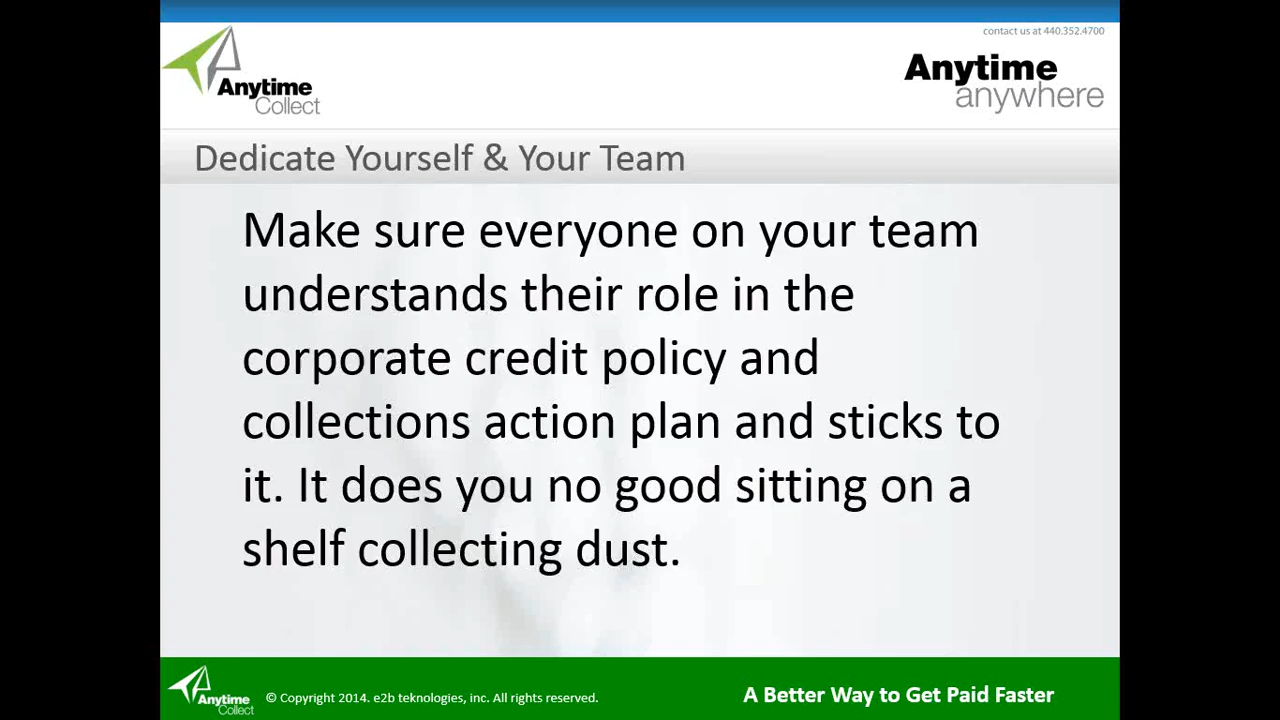 contact us at 440.352.4700
Anytime
Collect
Anytime
anywhere
Dedicate Yourself & Your Team
Make sure everyone on your team
understands their role in the
corporate credit policy and
collections action plan and sticks to
it. It does you no good sitting on a
shelf collecting dust.
Anytime
Collect
© Copyright 2014. e2b teknologies, inc. All rights reserved.
A Better Way to Get Paid Faster